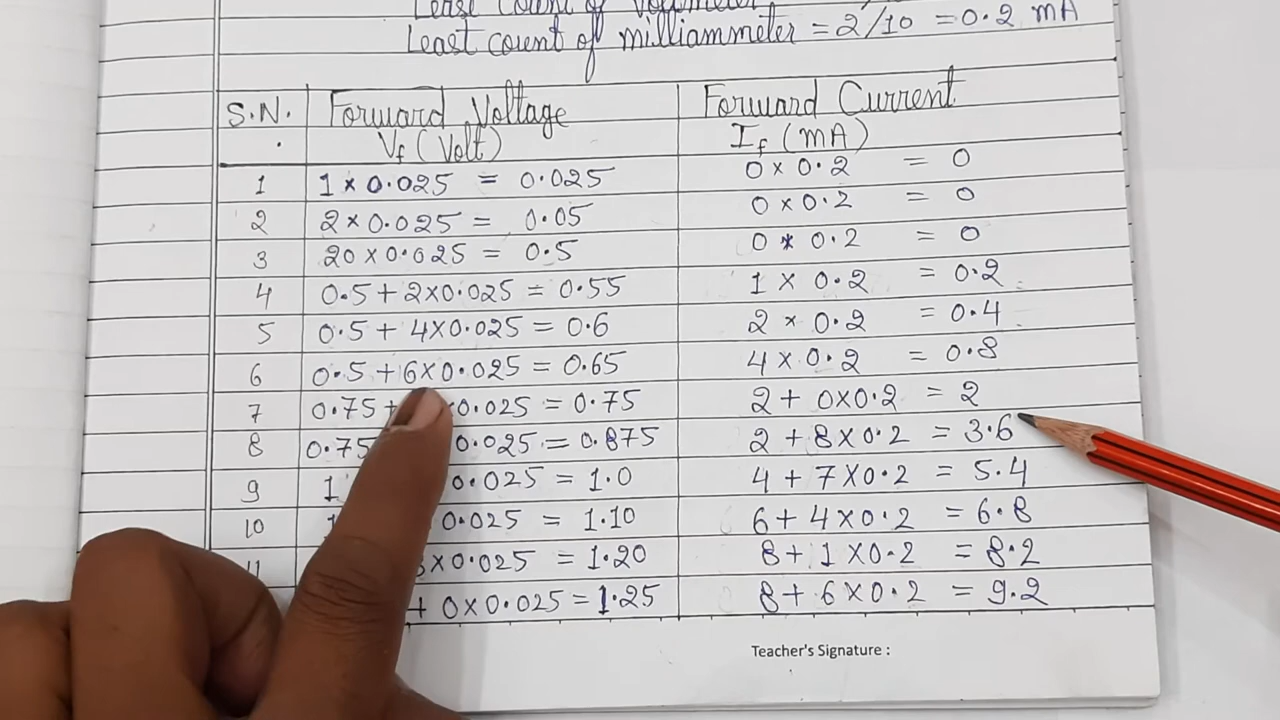 Least count of Voltmeter
Least count of milliammeter = 2/10 = 0.2 mA
S.N. Forward Voltage Vf (Volt) Forward Current If (mA)
1 1 × 0.025 = 0.025 0 × 0.2 = 0
2 2 × 0.025 = 0.05 0 × 0.2 = 0
3 20 × 0.025 = 0.5 0 * 0.2 = 0
4 0.5 + 2×0.025 = 0.55 1 × 0.2 = 0.2
5 0.5 + 4×0.025 = 0.6 2 × 0.2 = 0.4
6 0.5 + 6×0.025 = 0.65 4 × 0.2 = 0.8
7 0.75 + ×0.025 = 0.75 2 + 0×0.2 = 2
8 0.75 0.025 = 0.875 2 + 8×0.2 = 3.6
9 1 0.025 = 1.0 4 + 7×0.2 = 5.4
10 0.025 = 1.10 6 + 4×0.2 = 6.8
11 ×0.025 = 1.20 8 + 1×0.2 = 8.2
+ 0×0.025 = 1.25 8 + 6×0.2 = 9.2
Teacher's Signature :